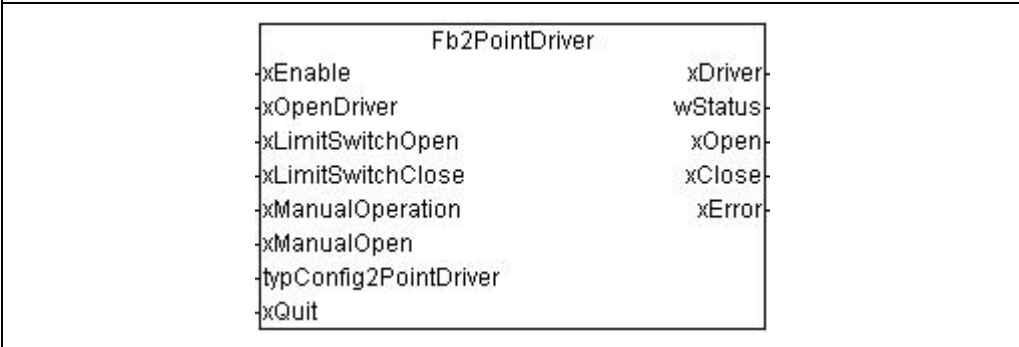 Fb2PointDriver
xEnable xDriver
xOpenDriver wStatus
xLimitSwitchOpen xOpen
xLimitSwitchClose xClose
xManualOperation xError
xManualOpen
typConfig2PointDriver
xQuit